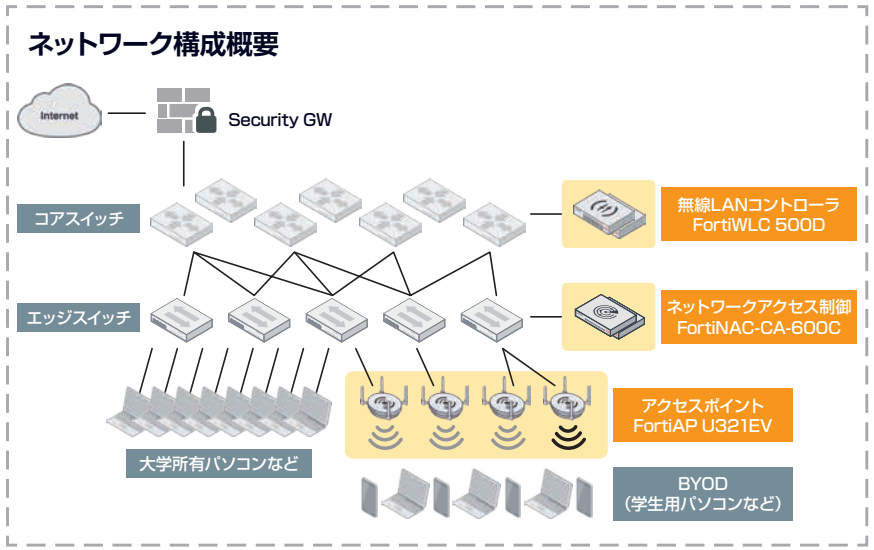 ネットワーク構成概要
Internet
Security GW
コアスイッチ
無線LANコントローラ
FortiWLC 500D
エッジスイッチ
ネットワークアクセス制御
FortiNAC-CA-600C
アクセスポイント
FortiAP U321EV
大学所有パソコンなど
BYOD
（学生用パソコンなど）